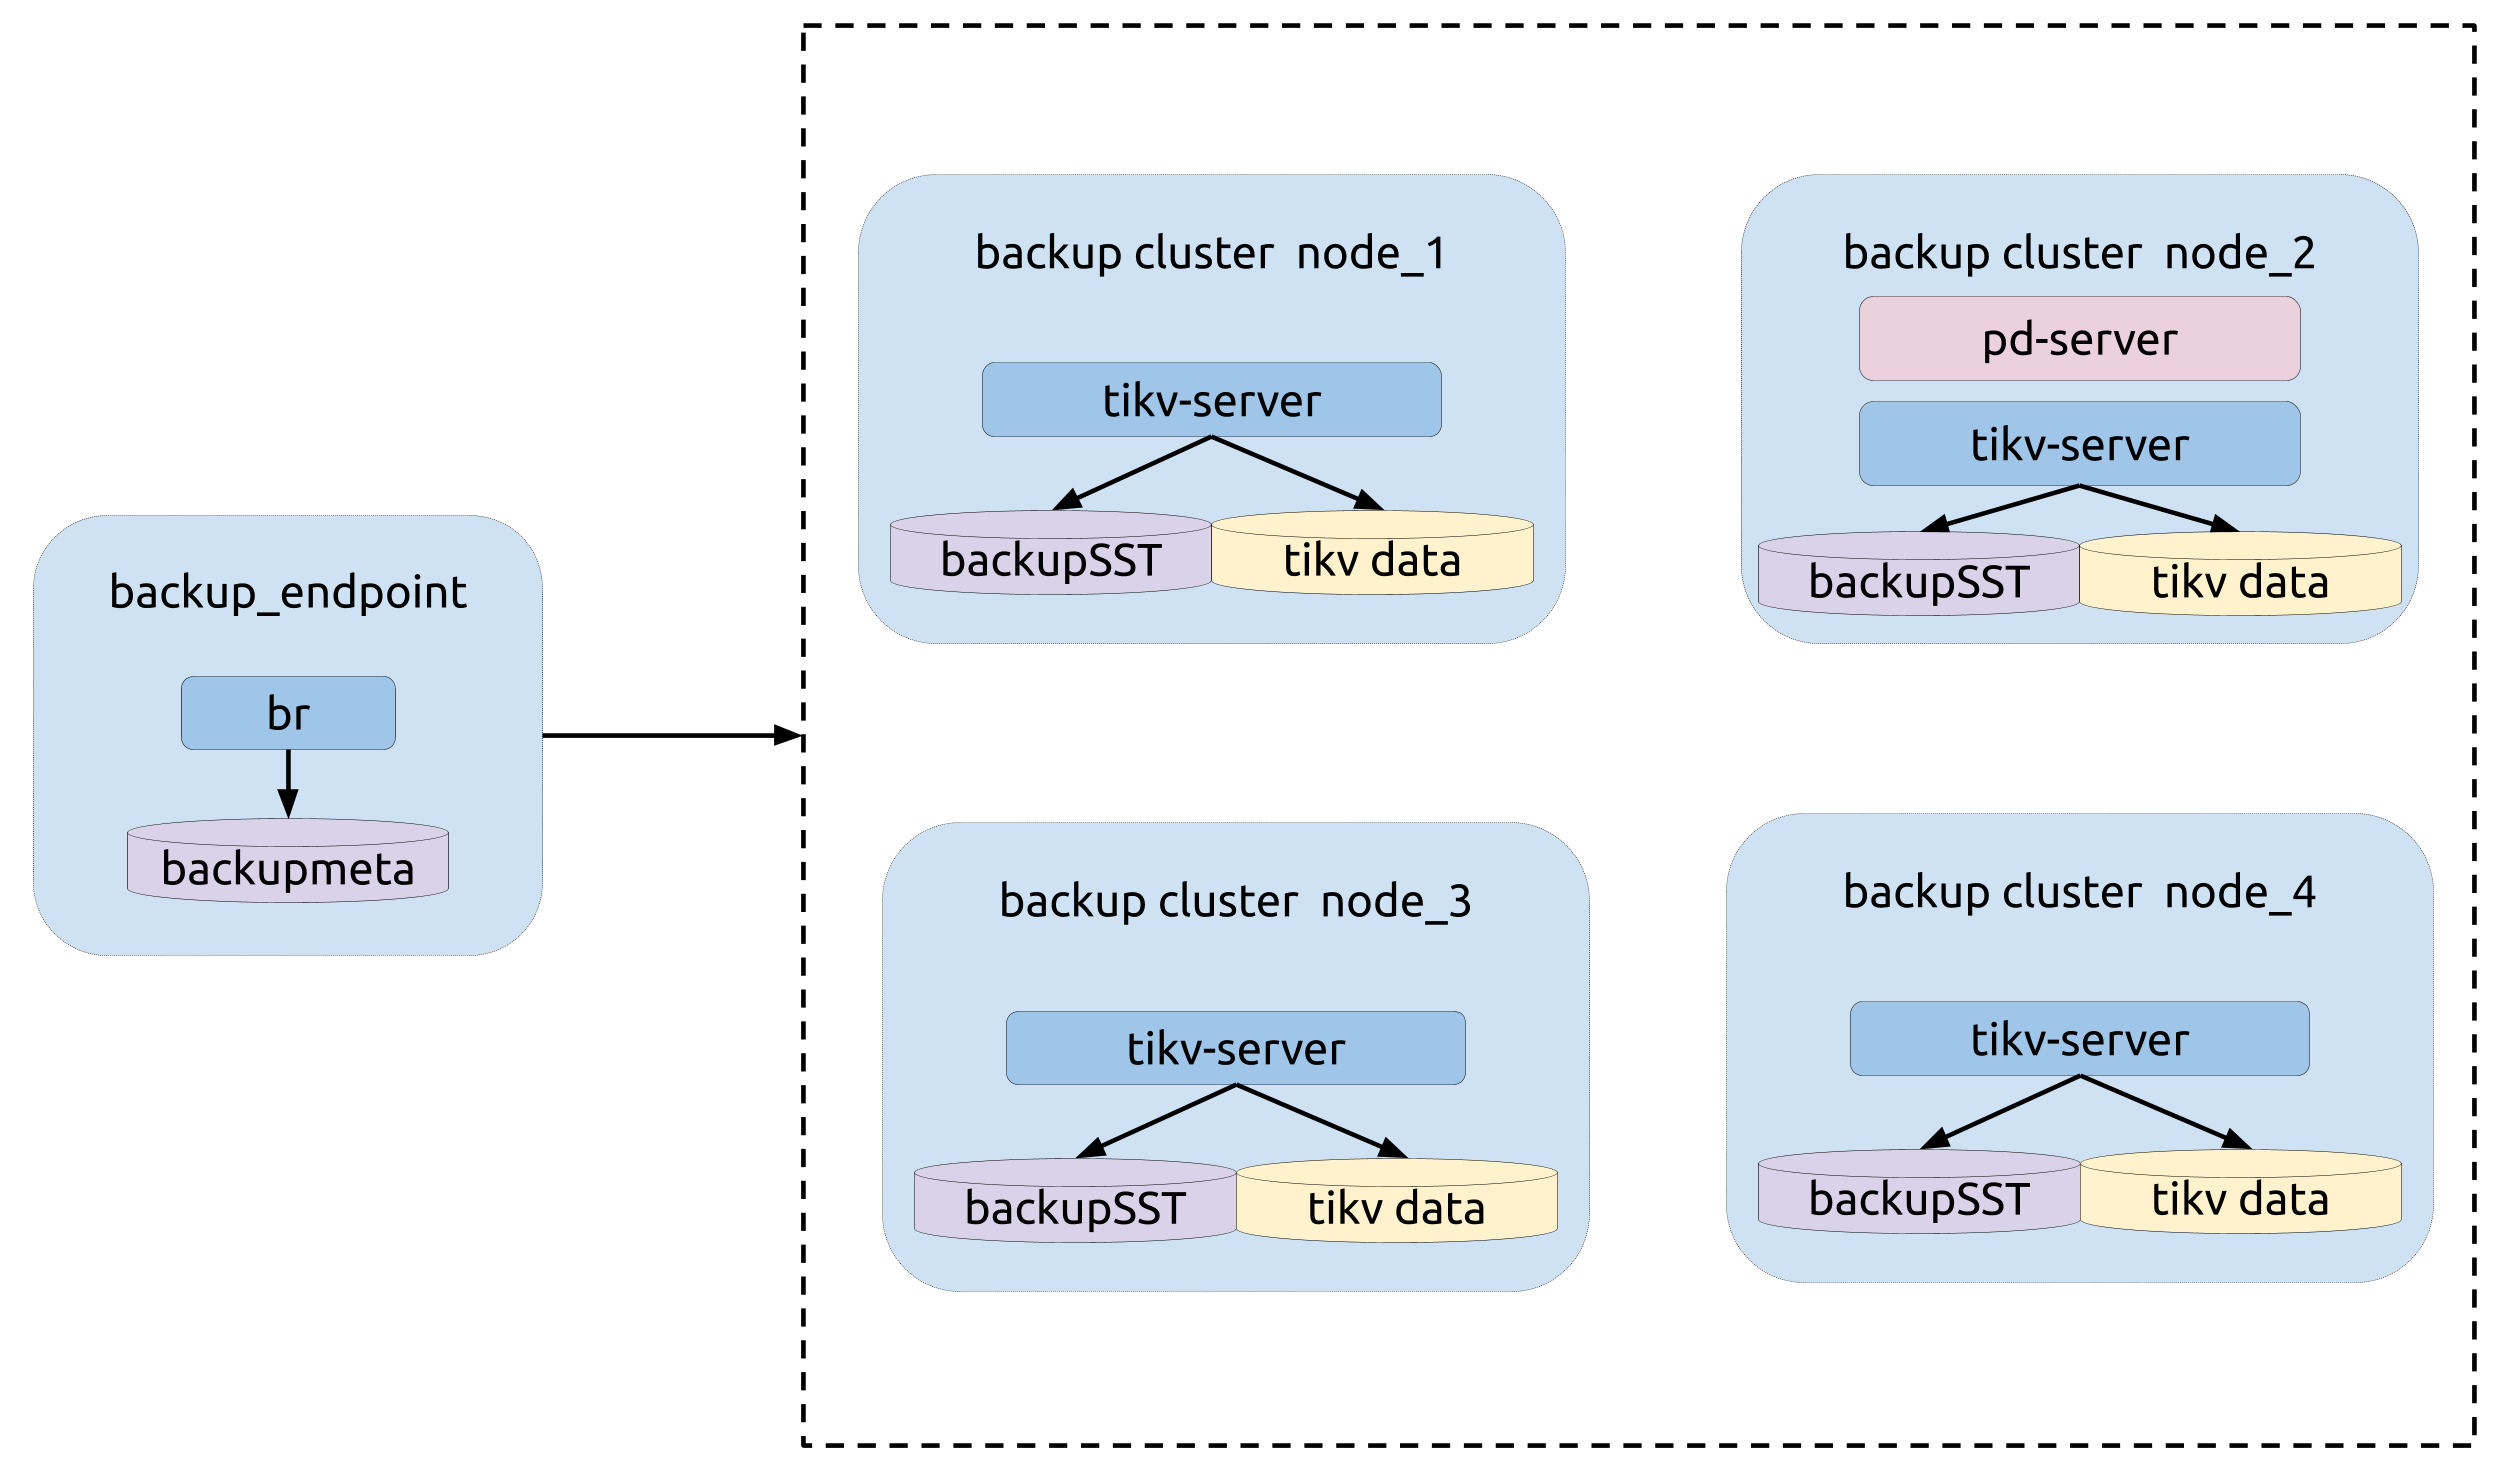 backup_endpoint
br
backupmeta
backup cluster  node_1
tikv-server
backupSST
tikv data
backup cluster  node_2
pd-server
tikv-server
backupSST
tikv data
backup cluster  node_3
tikv-server
backupSST
tikv data
backup cluster  node_4
tikv-server
backupSST
tikv data